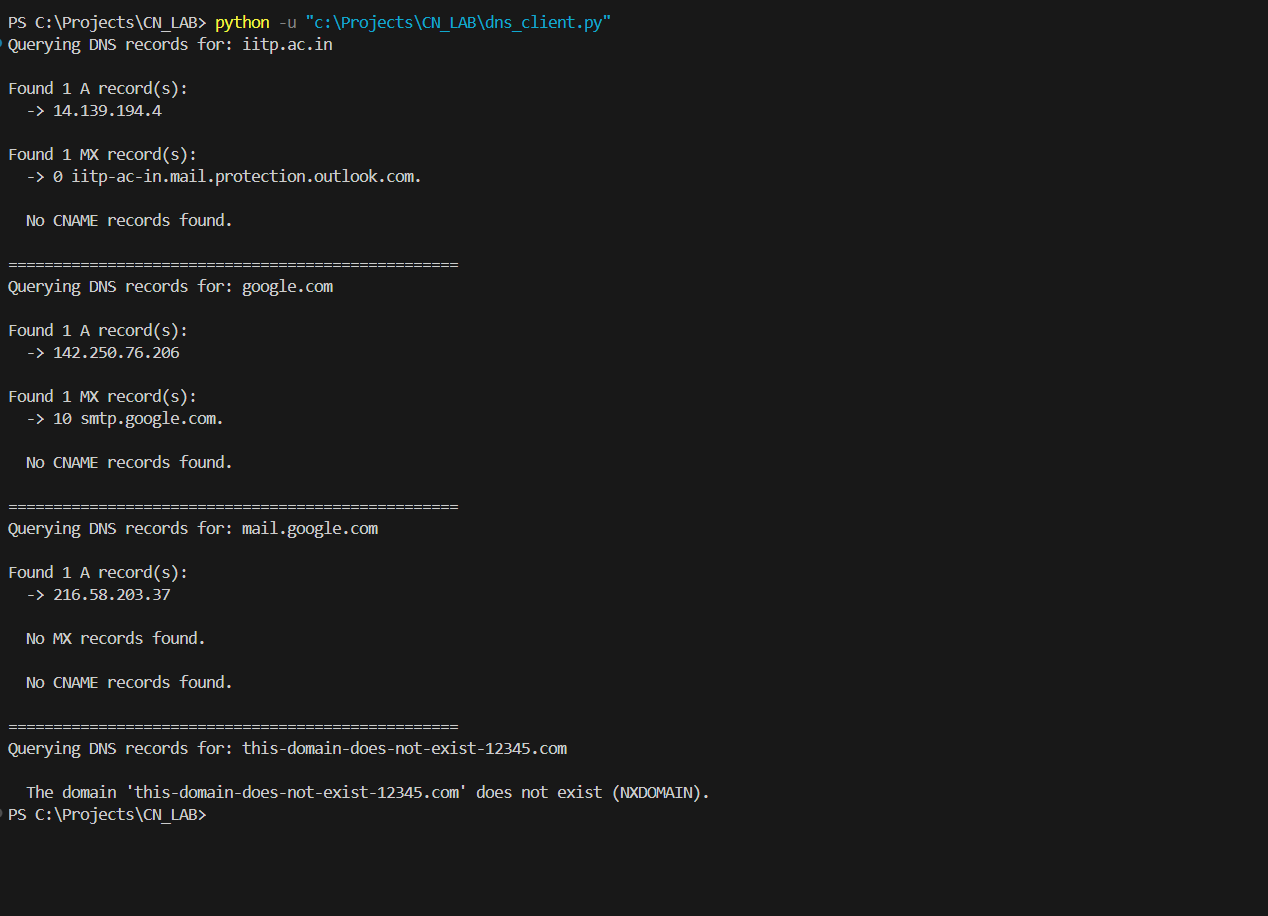 PS C:\Projects\CN_LAB> python -u "c:\Projects\CN_LAB\dns_client.py"
Querying DNS records for: iitp.ac.in
Found 1 A record(s):
  -> 14.139.194.4
Found 1 MX record(s):
  -> 0 iitp-ac-in.mail.protection.outlook.com.
  No CNAME records found.
==================================================
Querying DNS records for: google.com
Found 1 A record(s):
  -> 142.250.76.206
Found 1 MX record(s):
  -> 10 smtp.google.com.
  No CNAME records found.
==================================================
Querying DNS records for: mail.google.com
Found 1 A record(s):
  -> 216.58.203.37
  No MX records found.
  No CNAME records found.
==================================================
Querying DNS records for: this-domain-does-not-exist-12345.com
  The domain 'this-domain-does-not-exist-12345.com' does not exist (NXDOMAIN).
PS C:\Projects\CN_LAB>